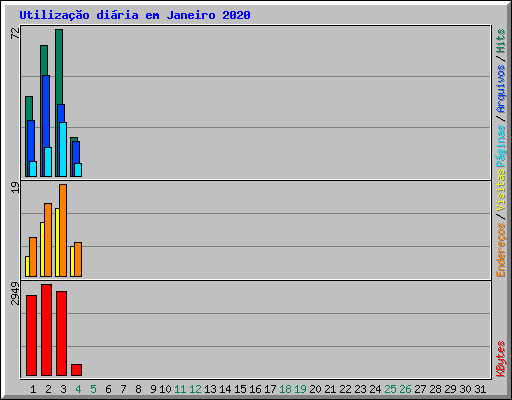 Utilização diária em Janeiro 2020
72
19
2949
Endereços / Visitas Páginas / Arquivos / Hits
KBytes
1 2 3 4 5 6 7 8 9 10 11 12 13 14 15 16 17 18 19 20 21 22 23 24 25 26 27 28 29 30 31